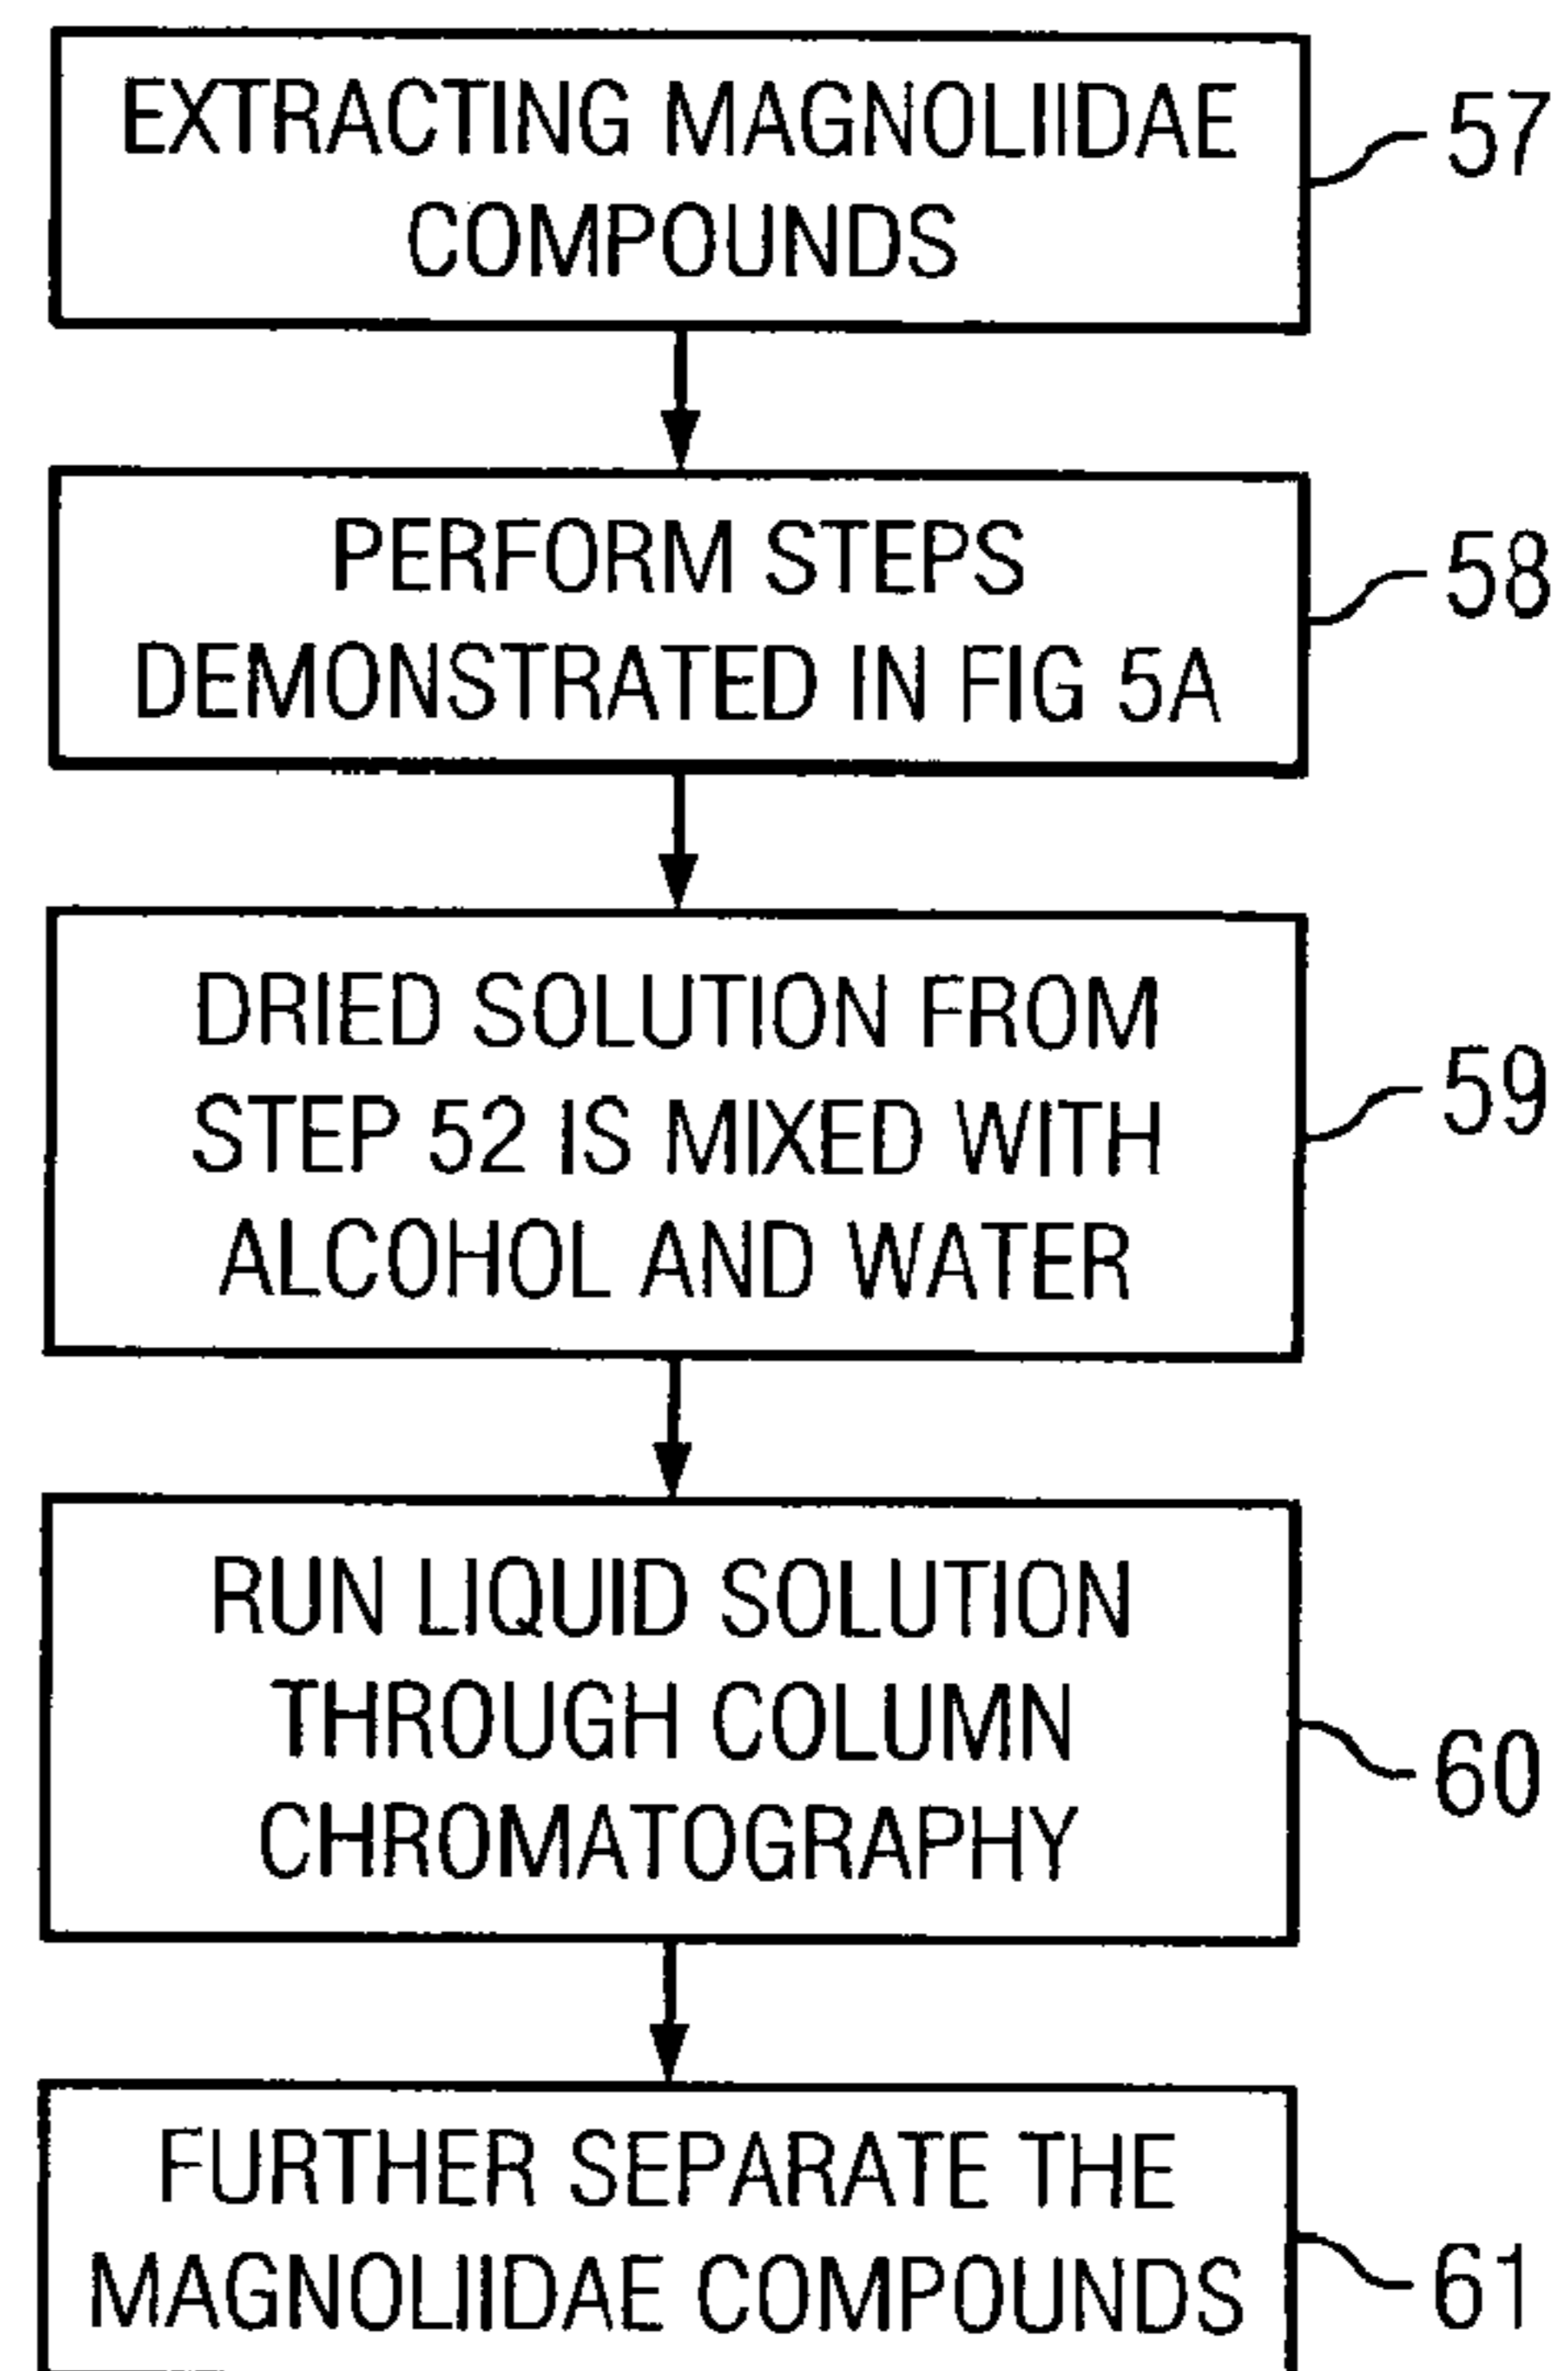 EXTRACTING MAGNOLIIDAE
COMPOUNDS
57
PERFORM STEPS
DEMONSTRATED IN FIG 5A
58
DRIED SOLUTION FROM
STEP 52 IS MIXED WITH
ALCOHOL AND WATER
59
RUN LIQUID SOLUTION
THROUGH COLUMN
CHROMATOGRAPHY
60
FURTHER SEPARATE THE
MAGNOLIIDAE COMPOUNDS
61